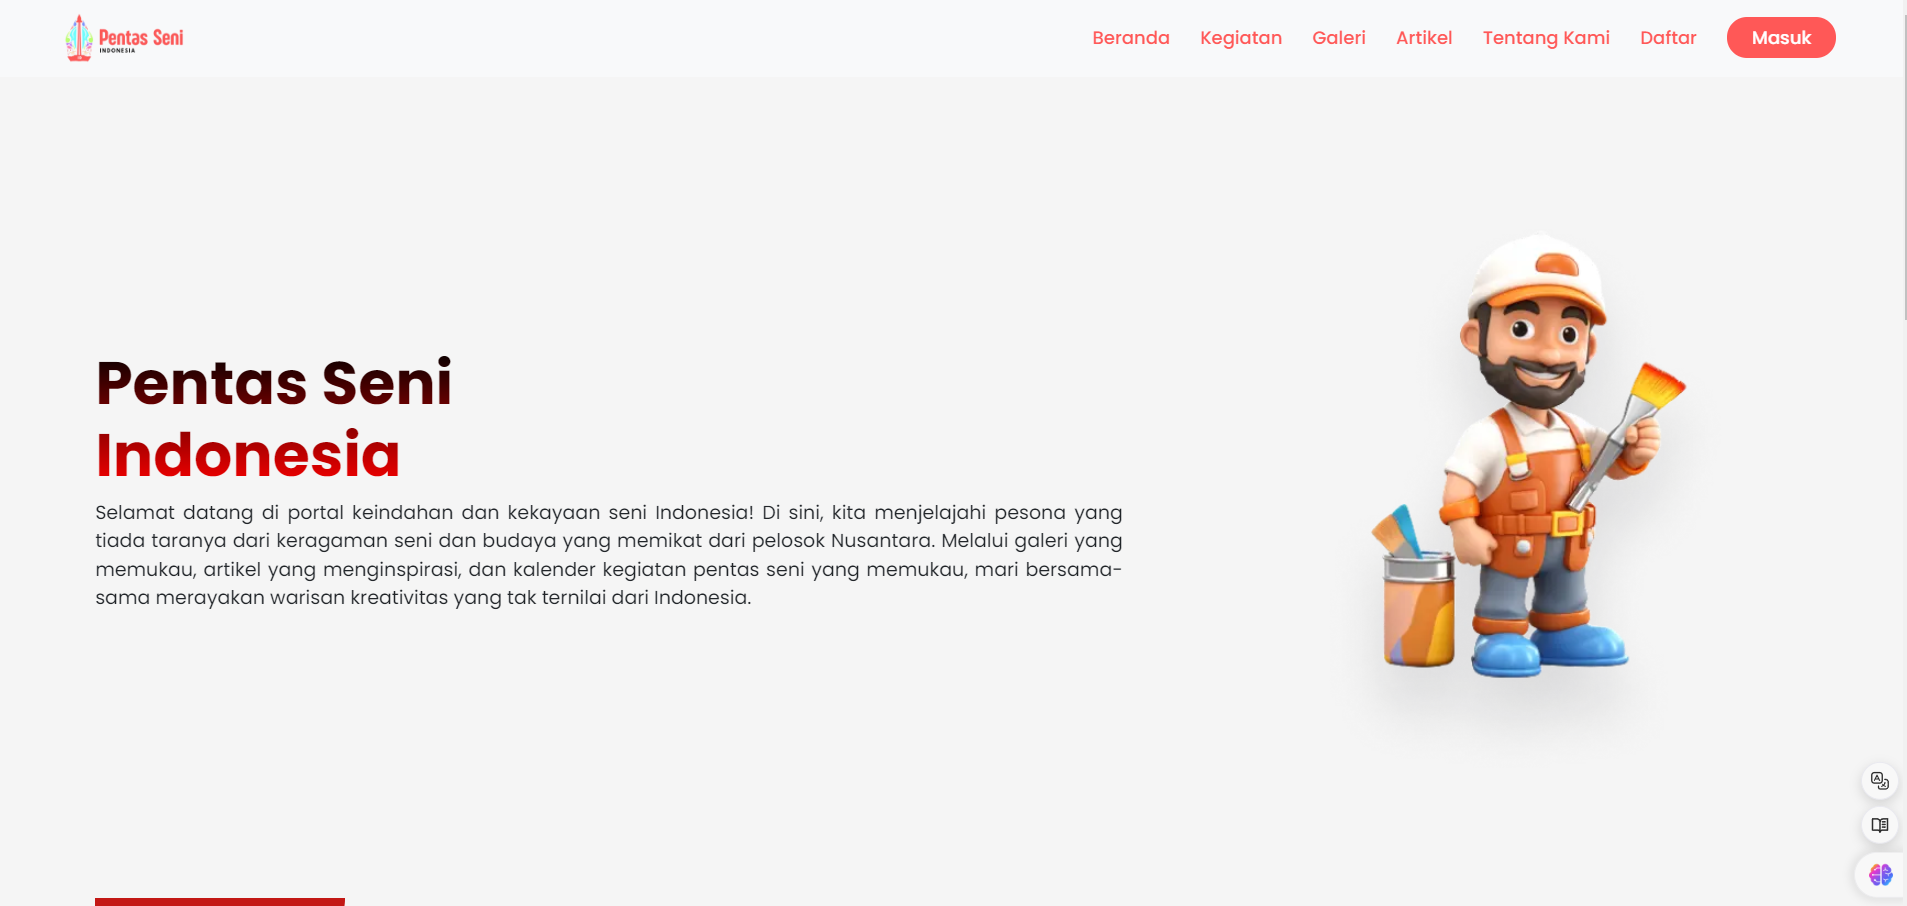 Pentas Seni
INDONESIA
Beranda
Kegiatan
Galeri
Artikel
Tentang Kami
Daftar
Masuk
Pentas Seni
Indonesia
Selamat datang di portal keindahan dan kekayaan seni Indonesia! Di sini, kita menjelajahi pesona yang
tiada taranya dari keragaman seni dan budaya yang memikat dari pelosok Nusantara. Melalui galeri yang
memukau, artikel yang menginspirasi, dan kalender kegiatan pentas seni yang memukau, mari bersama-
sama merayakan warisan kreativitas yang tak ternilai dari Indonesia.